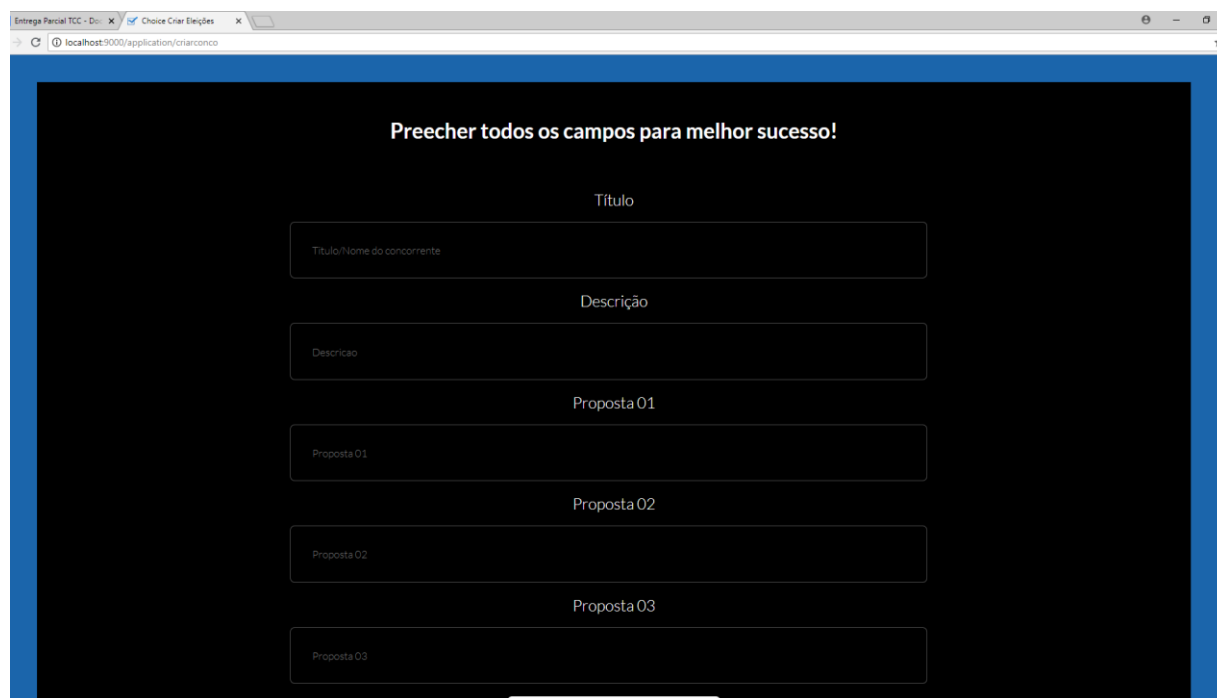 Entrega Parcial TCC - Doc
Choice Criar Eleições
localhost:9000/application/criarconco
Preecher todos os campos para melhor sucesso!
Título
Titulo/Nome do concorrente
Descrição
Descricao
Proposta 01
Proposta 01
Proposta 02
Proposta 02
Proposta 03
Proposta 03